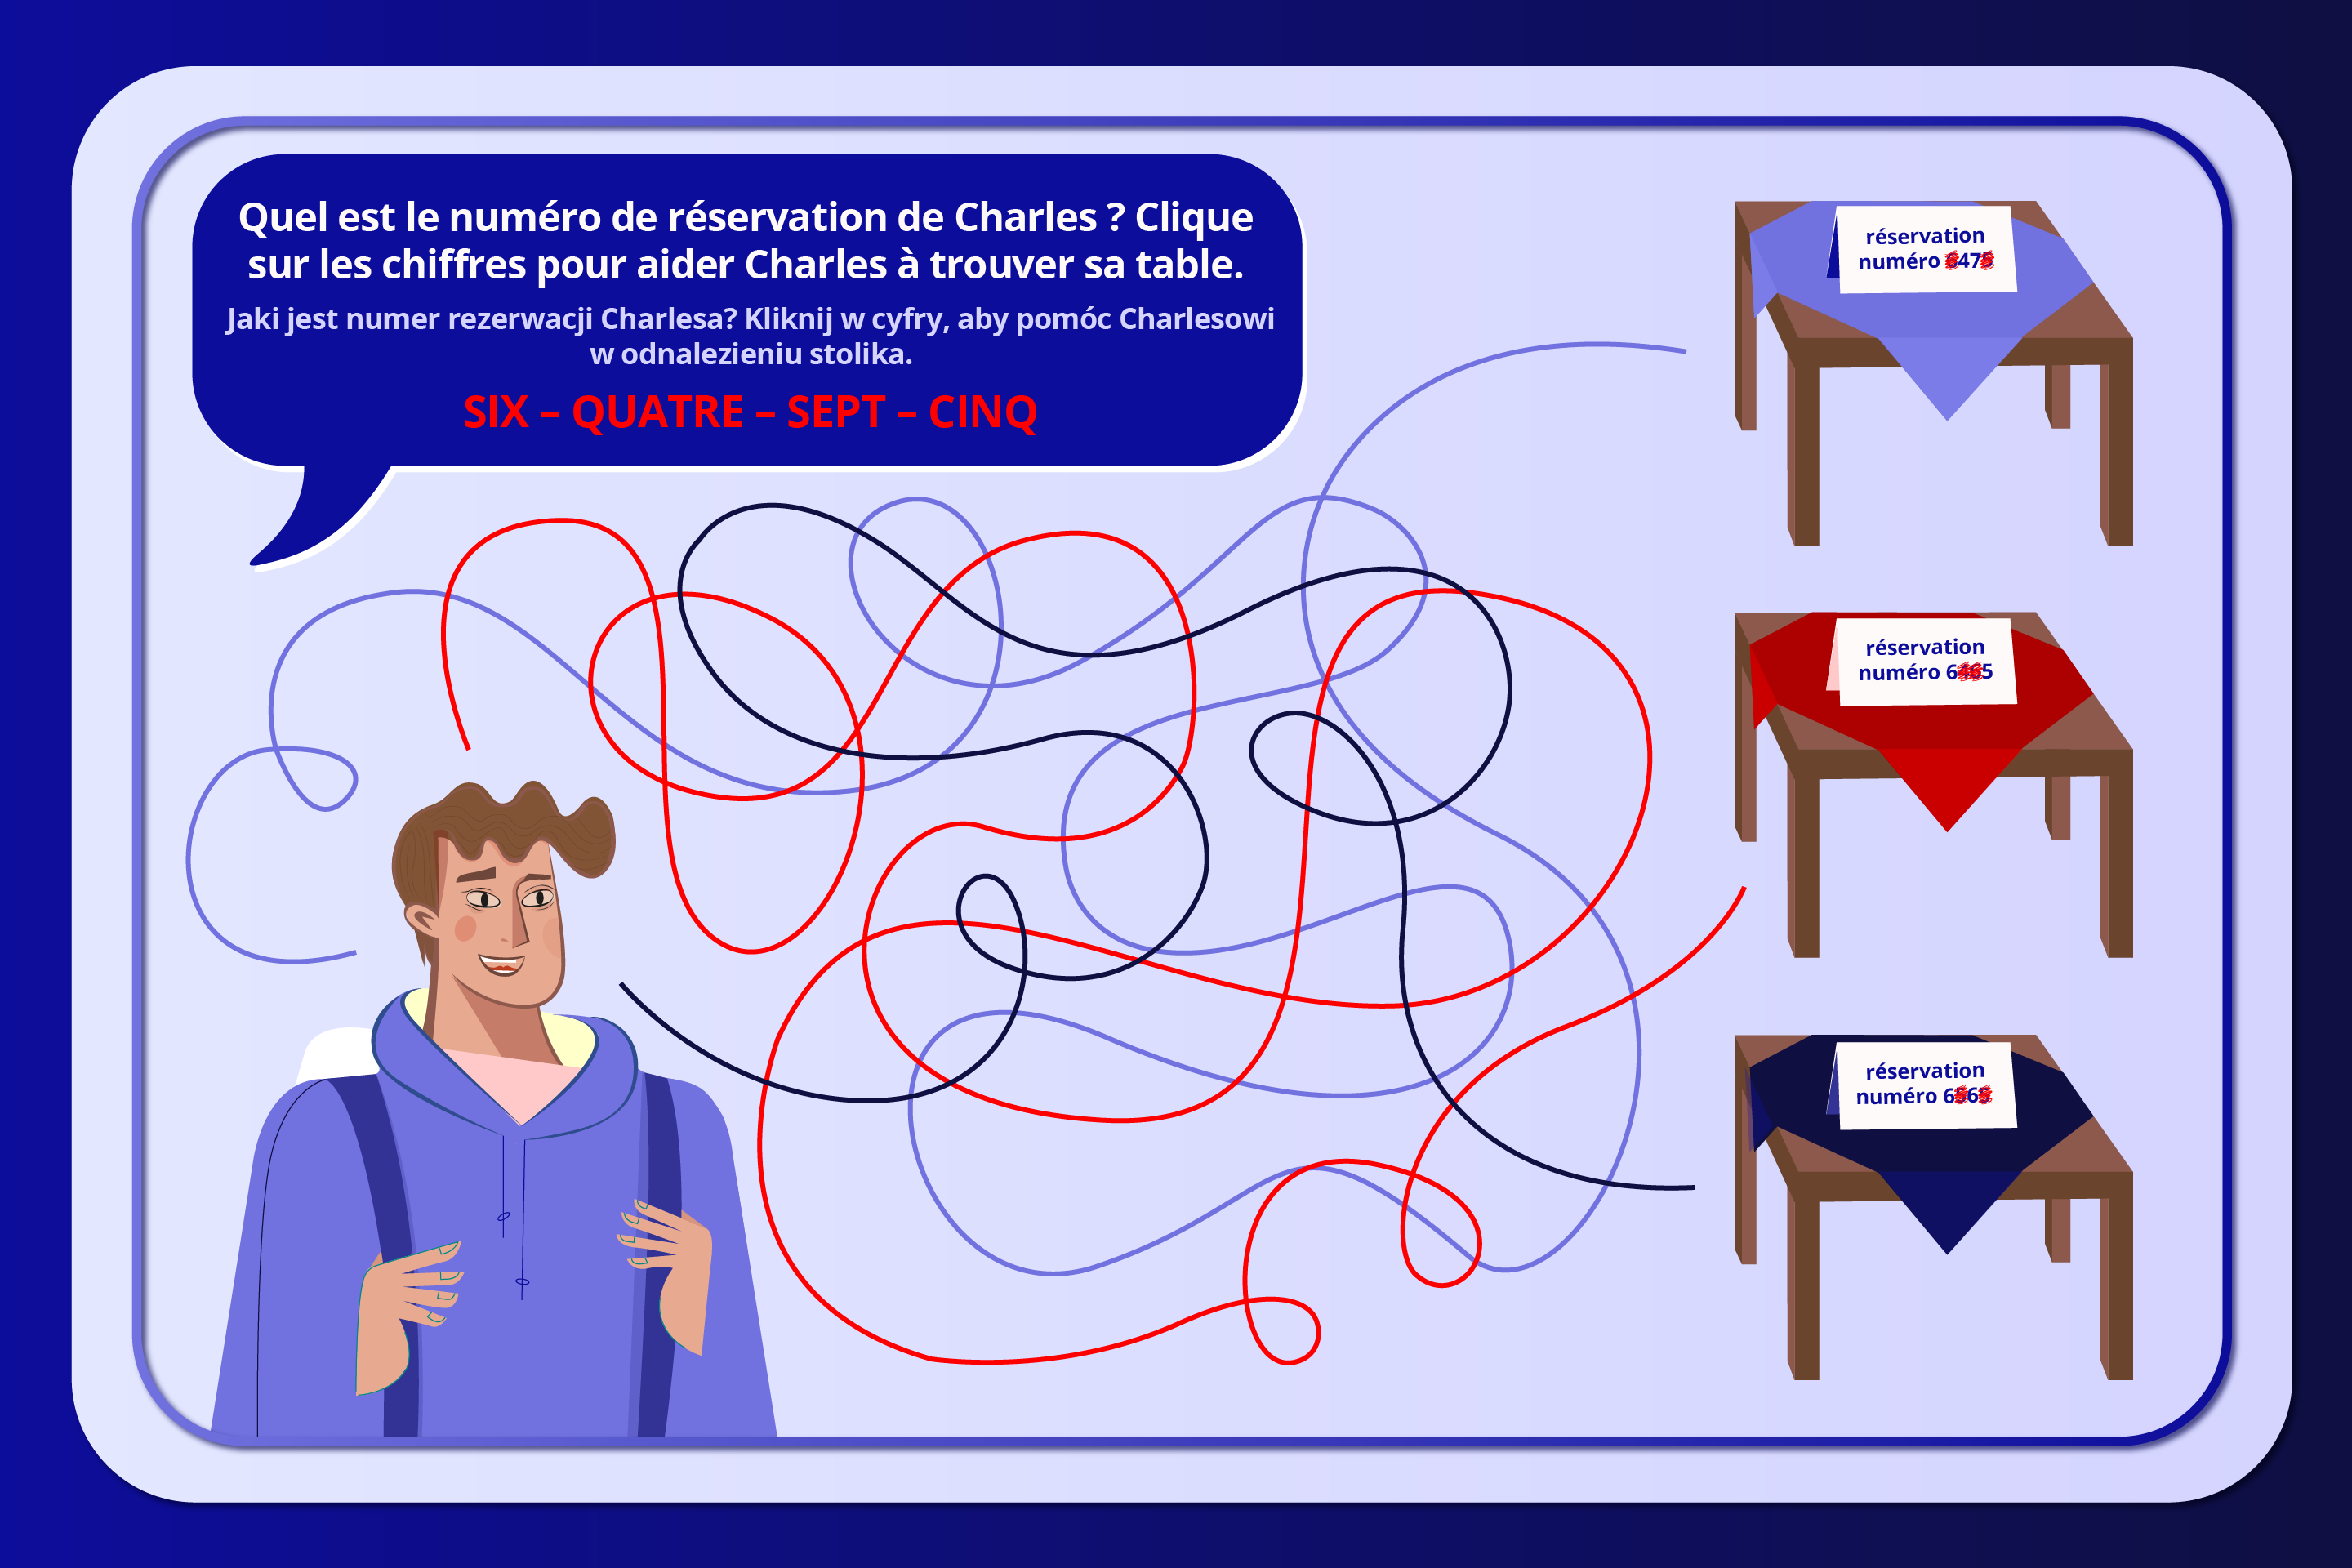 Quel est le numéro de réservation de Charles ? Clique
sur les chiffres pour aider Charles à trouver sa table.
Jaki jest numer rezerwacji Charlesa? Kliknij w cyfry, aby pomóc Charlesowi
w odnalezieniu stolika.
SIX – QUATRE – SEPT – CINQ
réservation
numéro 6475
réservation
numéro 6465
réservation
numéro